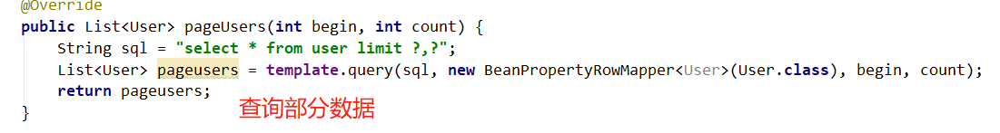 @Override
public List<User> pageUsers(int begin, int count) {
    String sql = "select * from user limit ?,?";
    List<User> pageusers = template.query(sql, new BeanPropertyRowMapper<User>(User.class), begin, count);
    return pageusers;
查询部分数据
}